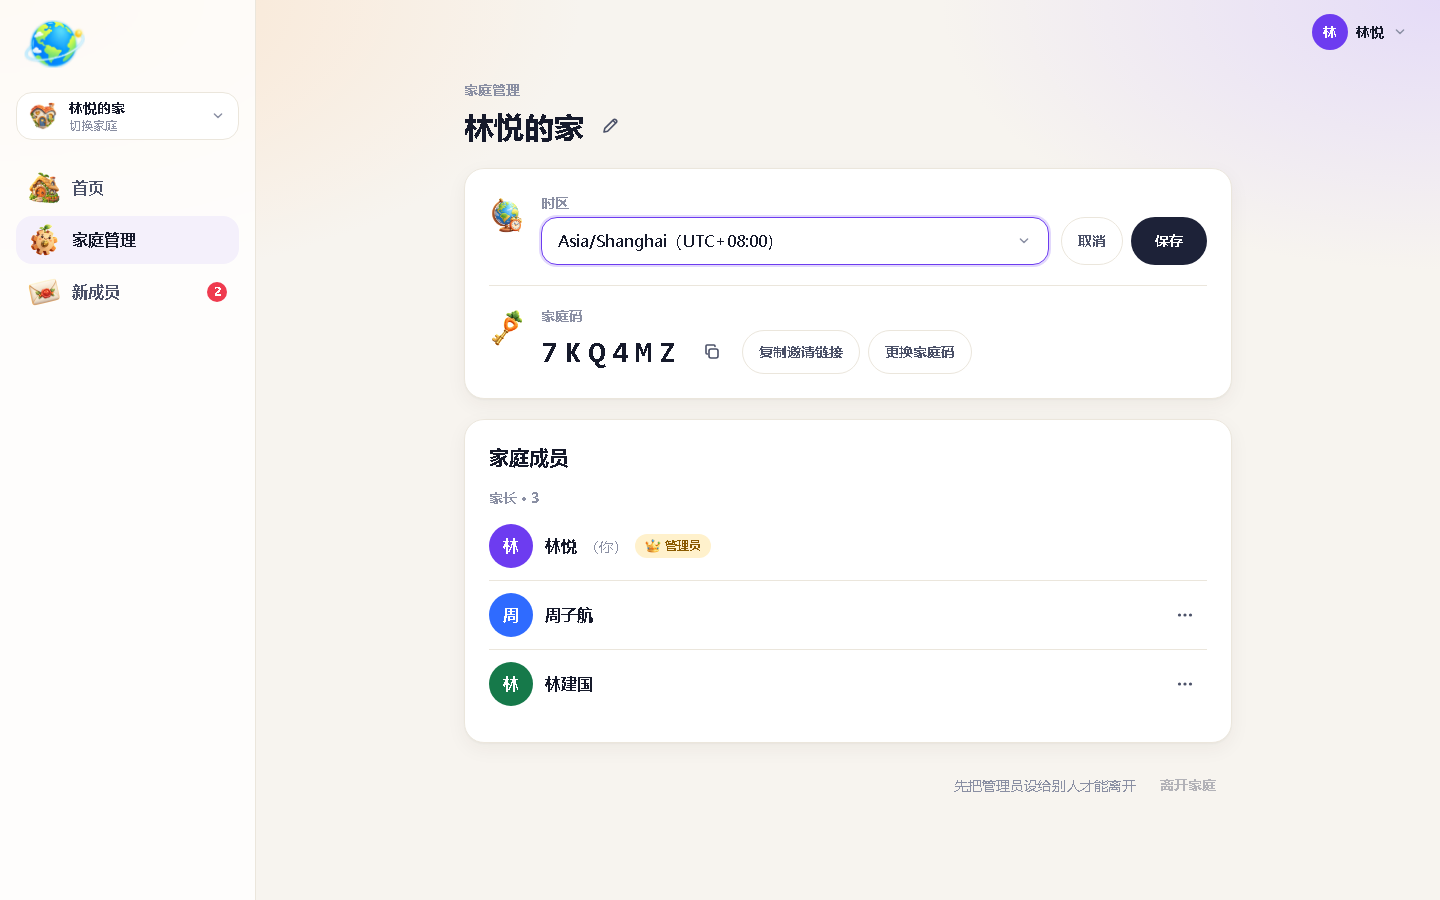 林悦的家
切换家庭
首页
家庭管理
新成员 2
林 林悦
家庭管理
林悦的家
时区
Asia/Shanghai（UTC+08:00）
取消
保存
家庭码
7KQ4MZ
复制邀请链接
更换家庭码
家庭成员
家长 • 3
林 林悦 （你） 管理员
周 周子航
林 林建国
先把管理员设给别人才能离开 离开家庭